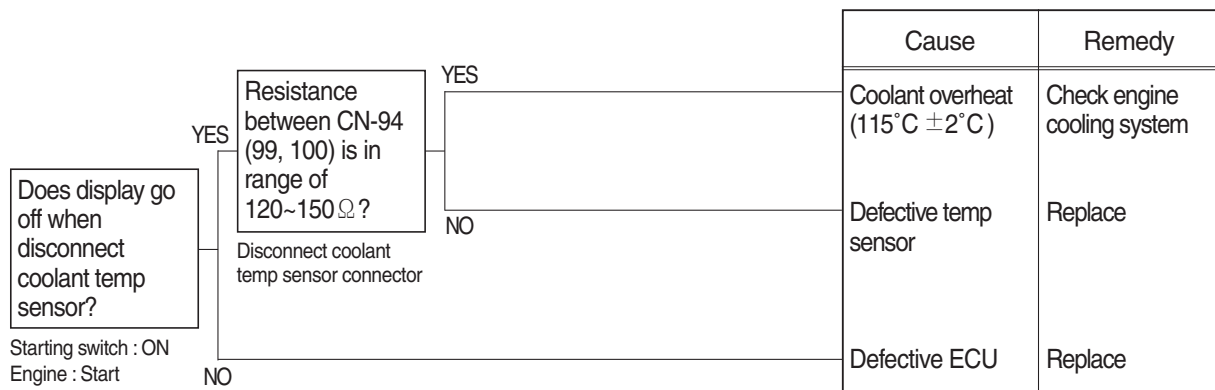 Cause Remedy
YES
Resistance
between CN-94
(99, 100) is in
range of
120~150Ω?
Coolant overheat
(115˚C ±2˚C)
Check engine
cooling system
YES
Does display go
off when
disconnect
coolant temp
sensor?
NO
Defective temp
sensor
Replace
Disconnect coolant
temp sensor connector
Starting switch : ON
Engine : Start
NO
Defective ECU
Replace